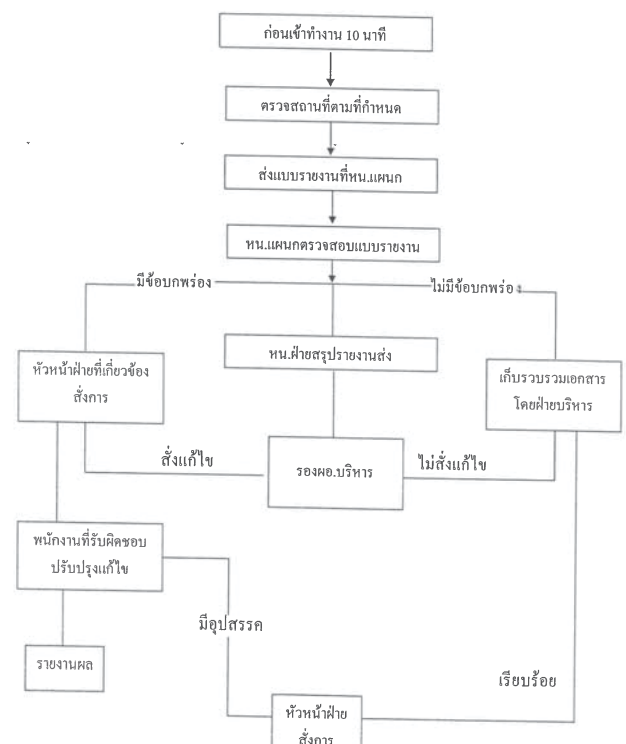 ก่อนเข้าทำงาน 10 นาที
ตรวจสถานที่ตามที่กำหนด
ส่งแบบรายงานที่หน.แผนก
หน.แผนกตรวจสอบแบบรายงาน
มีข้อบกพร่อง
ไม่มีข้อบกพร่อง
หัวหน้าฝ่ายที่เกี่ยวข้อง
สั่งการ
หน.ฝ่ายสรุปรายงานส่ง
เก็บรวบรวมเอกสาร
โดยฝ่ายบริหาร
สั่งแก้ไข
รองผอ.บริหาร
ไม่สั่งแก้ไข
พนักงานที่รับผิดชอบ
ปรับปรุงแก้ไข
มีอุปสรรค
รายงานผล
เรียบร้อย
หัวหน้าฝ่าย
สั่งการ